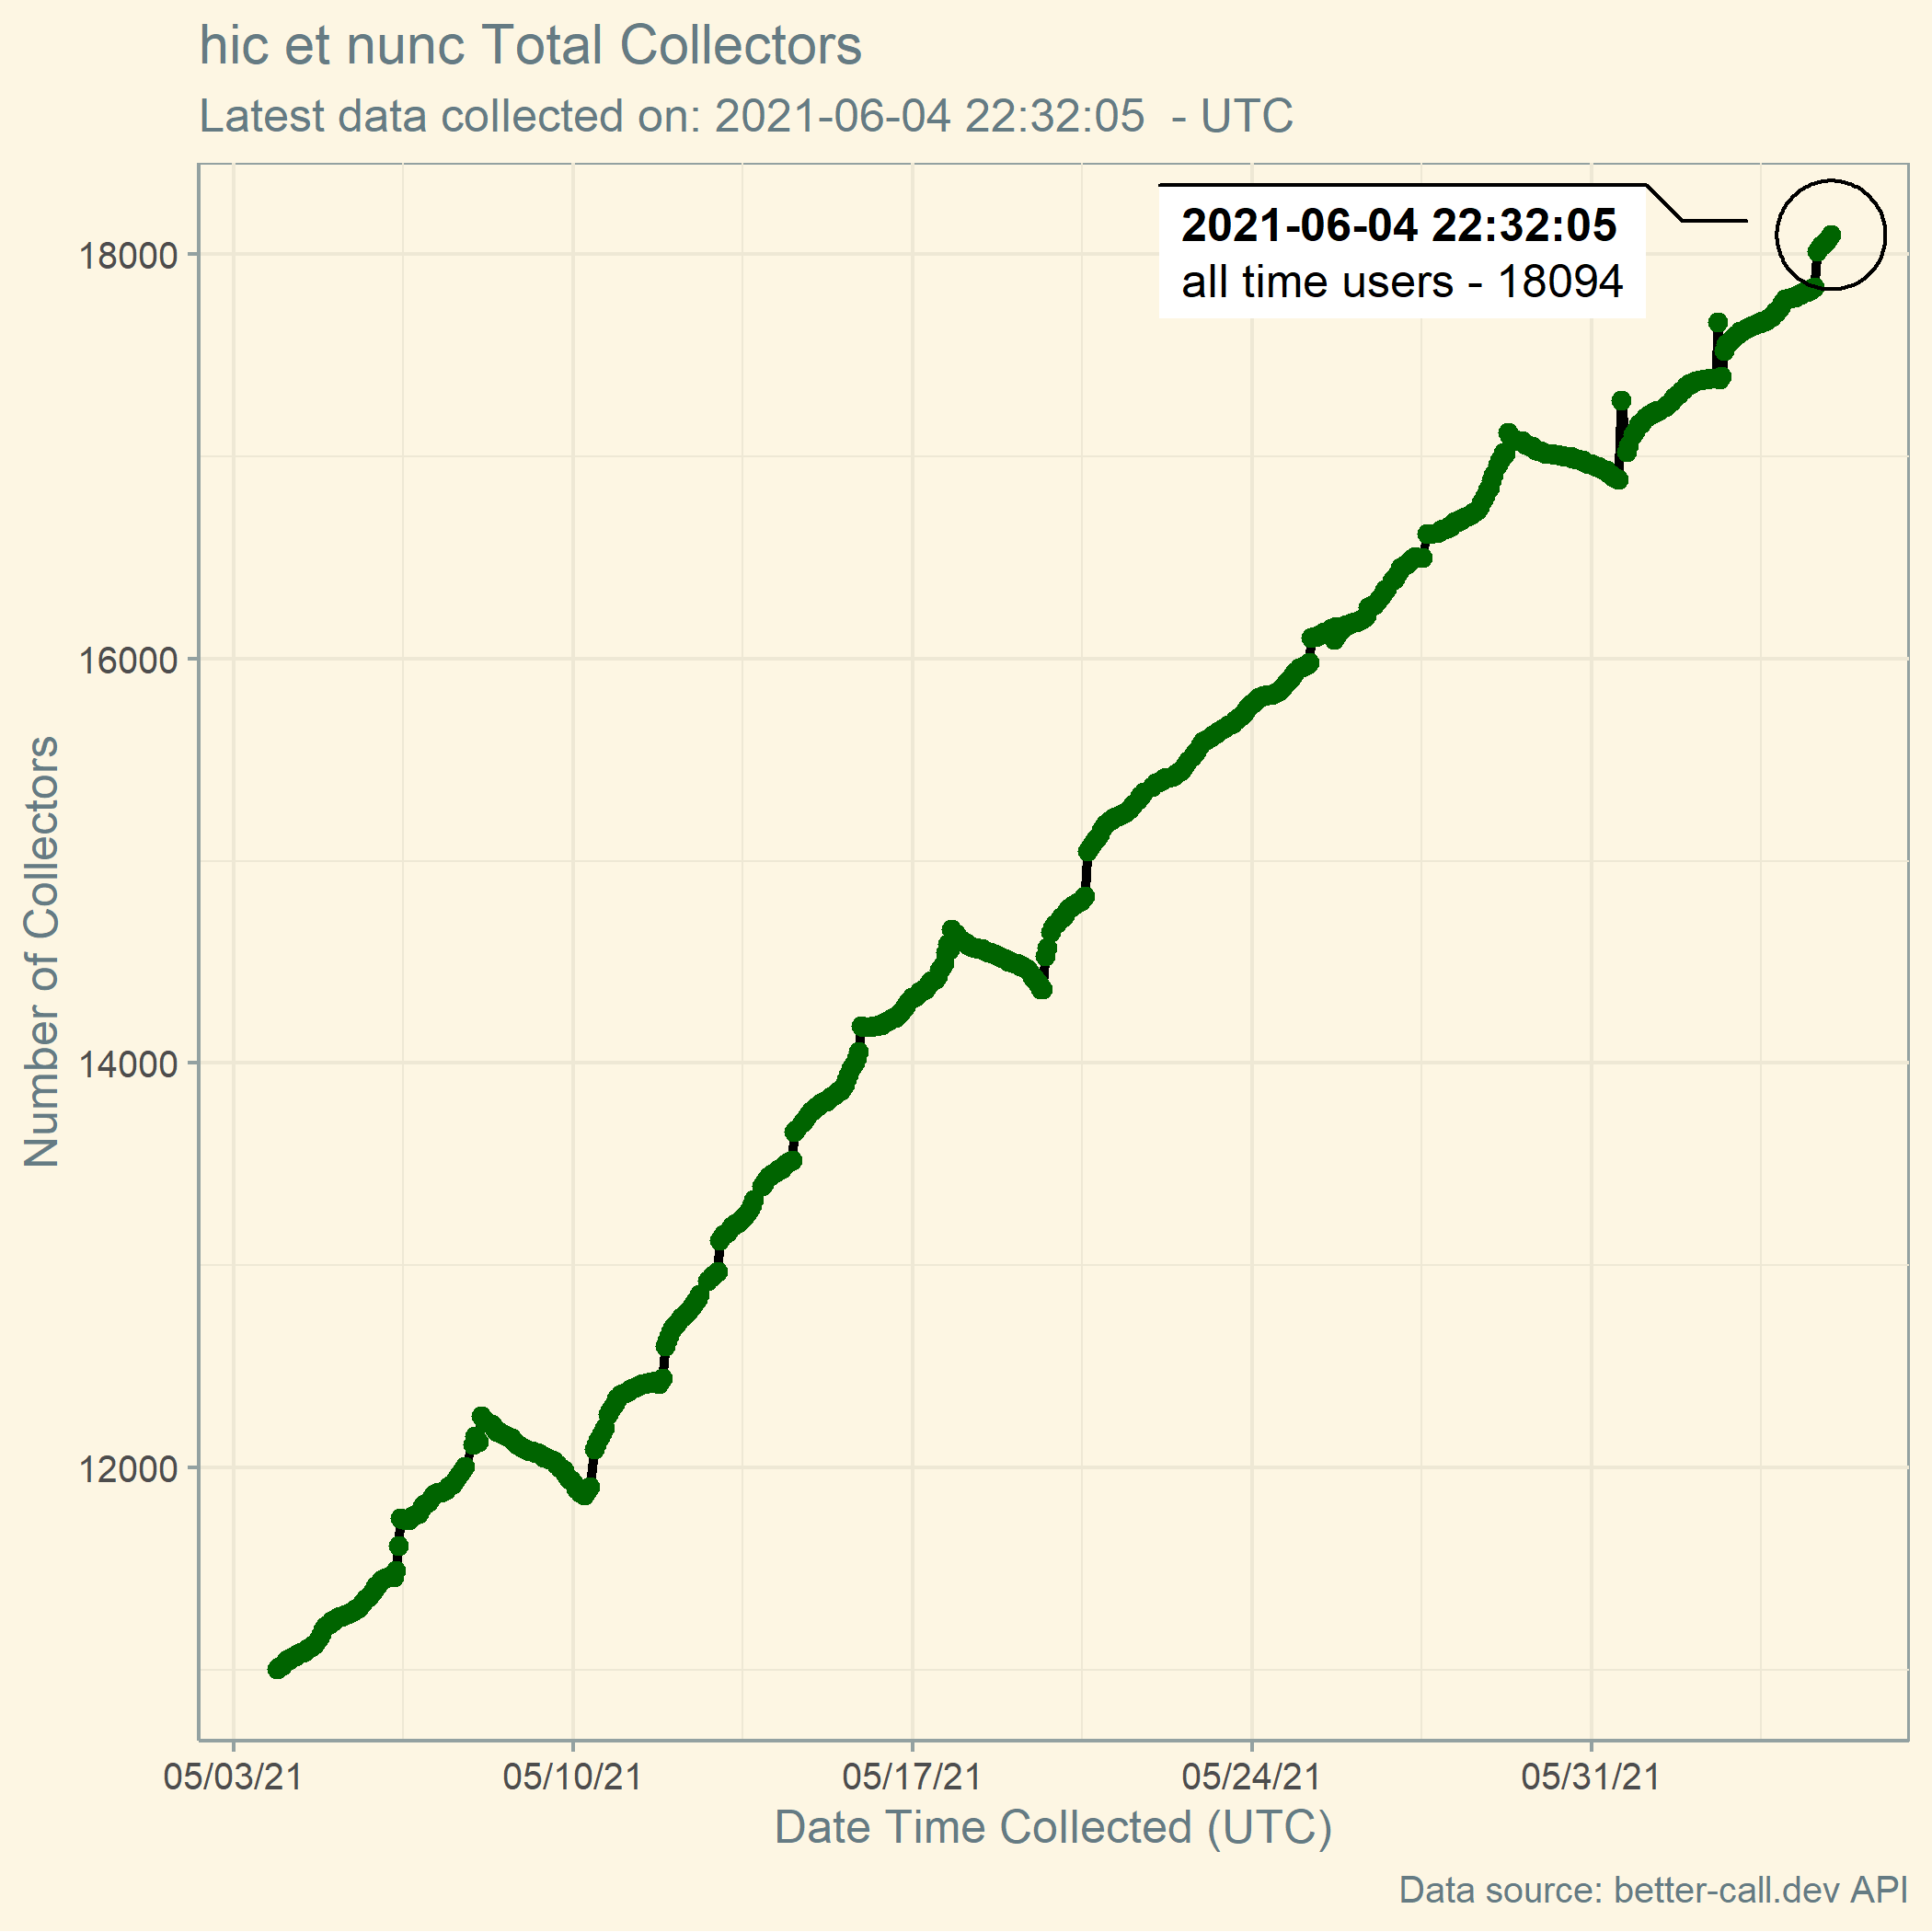 hic et nunc Total Collectors
Latest data collected on: 2021-06-04 22:32:05  - UTC
2021-06-04 22:32:05
all time users - 18094
18000
16000
14000
12000
Number of Collectors
05/03/21
05/10/21
05/17/21
05/24/21
05/31/21
Date Time Collected (UTC)
Data source: better-call.dev API